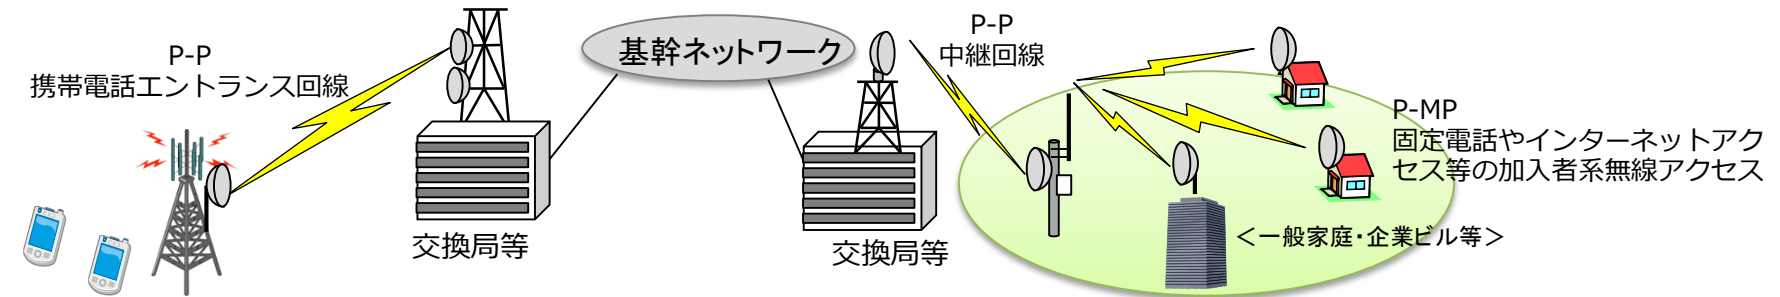 P-P
携帯電話エントランス回線
交換局等
基幹ネットワーク
交換局等
P-P
中継回線
P-MP
固定電話やインターネットアク
セス等の加入者系無線アクセス
＜一般家庭・企業ビル等＞